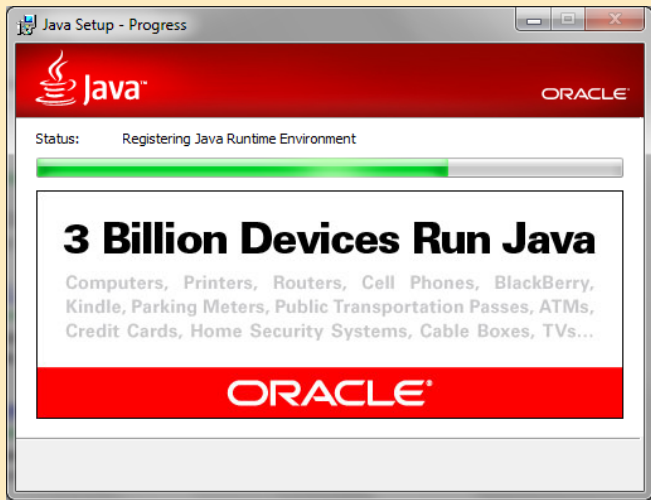 Java Setup - Progress
Java™
ORACLE®
Status: Registering Java Runtime Environment
3 Billion Devices Run Java
Computers, Printers, Routers, Cell Phones, BlackBerry,
Kindle, Parking Meters, Public Transportation Passes, ATMs,
Credit Cards, Home Security Systems, Cable Boxes, TVs...
ORACLE®